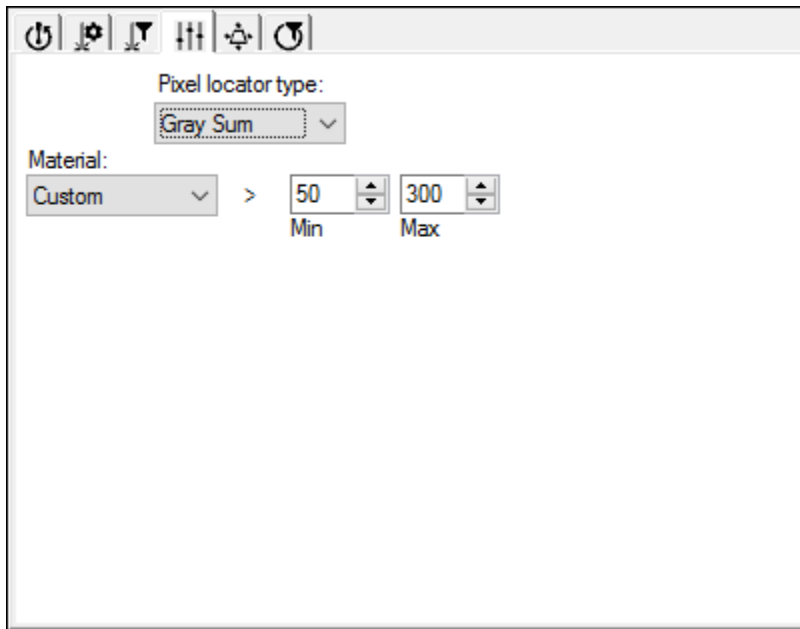 Pixel locator type:
Gray Sum
Material:
Custom > 50 300
Min Max